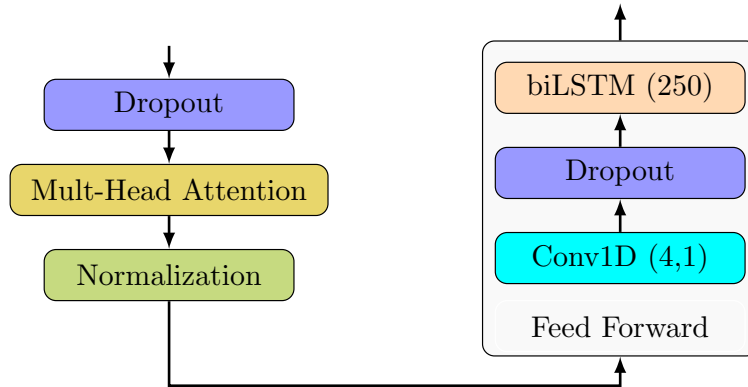 Dropout
Mult-Head Attention
Normalization
biLSTM (250)
Dropout
Conv1D (4,1)
Feed Forward